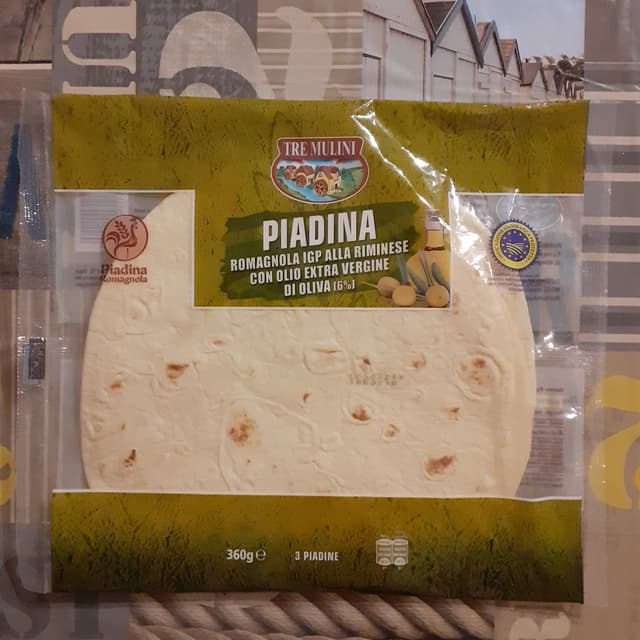 TRE MULINI
PIADINA
ROMAGNOLA IGP ALLA RIMINESE
CON OLIO EXTRA VERGINE
DI OLIVA (6%)
Piadina
Romagnola
360g e
3 PIADINE